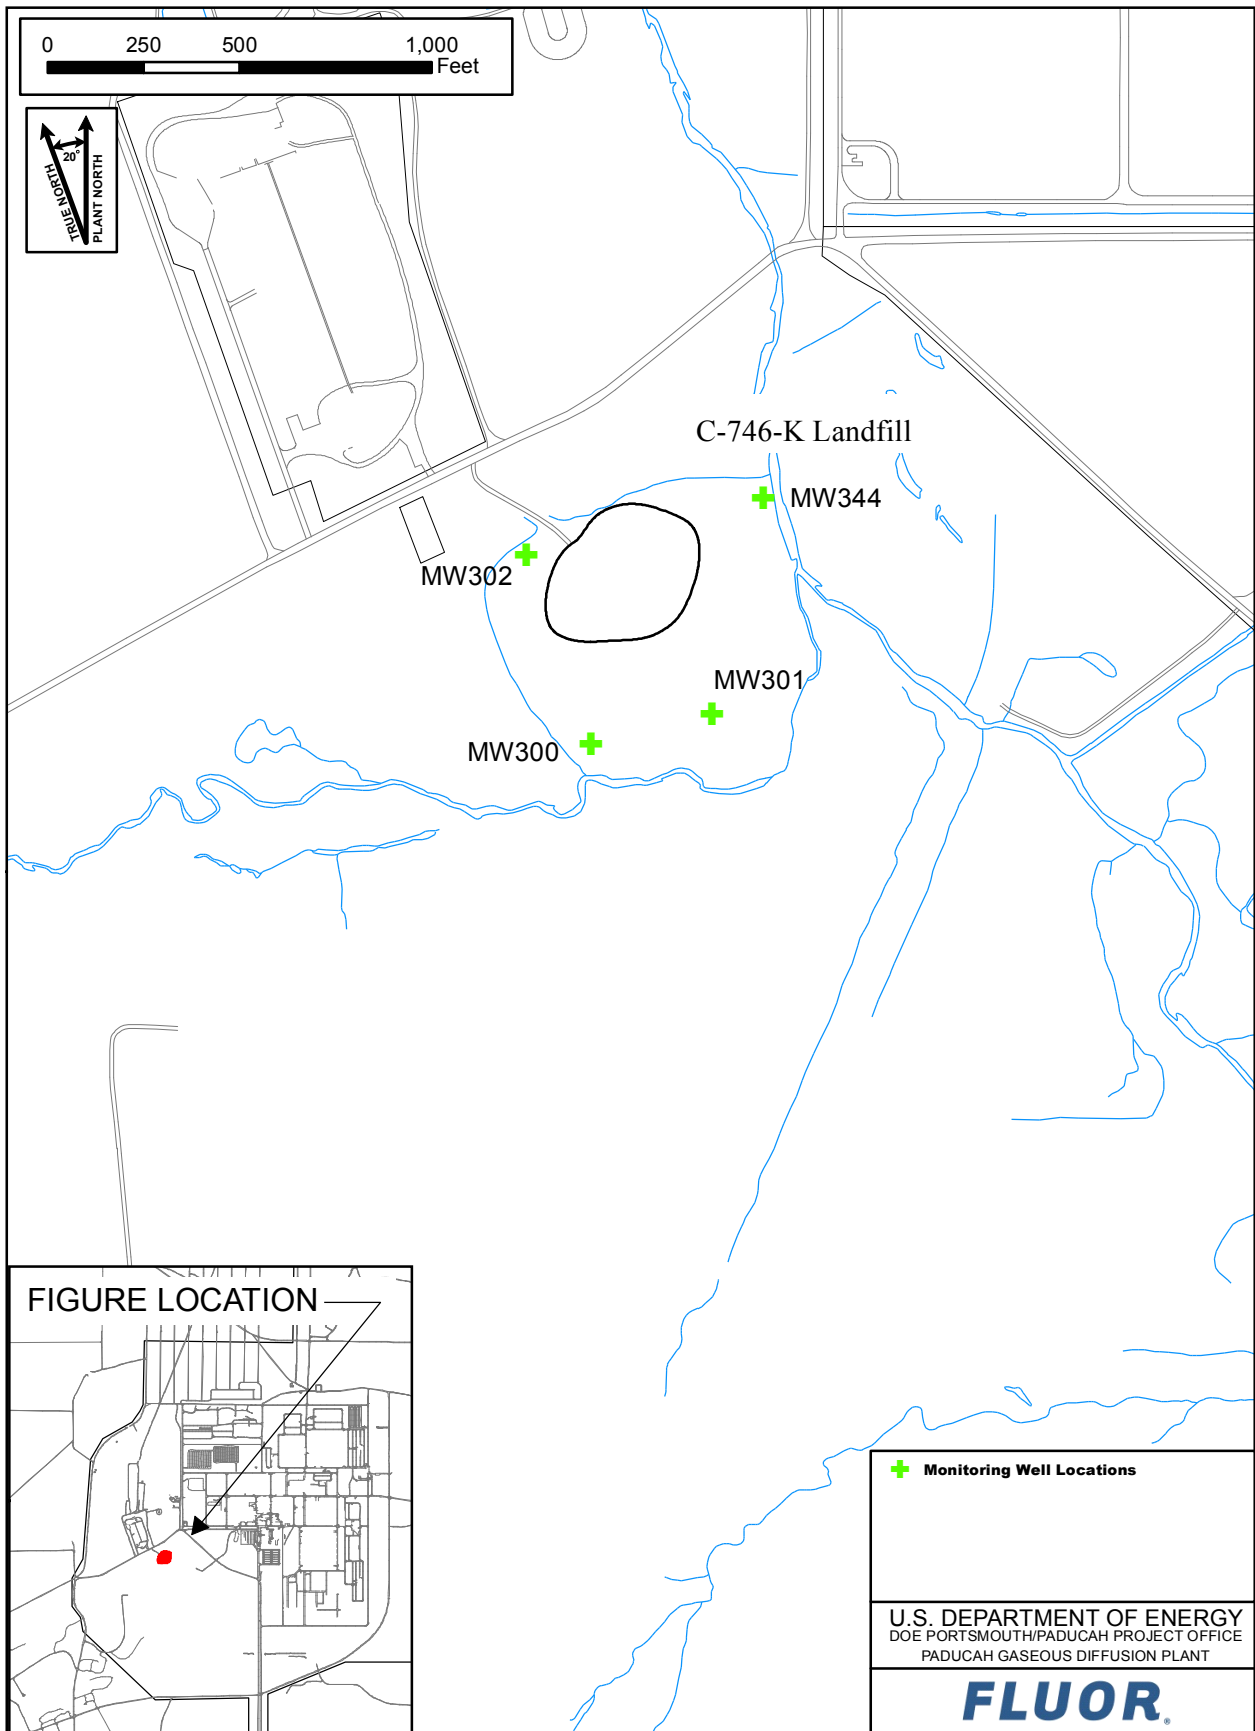 0 250 500 1,000
Feet
20°
TRUE NORTH
PLANT NORTH
C-746-K Landfill
MW344
MW302
MW301
MW300
FIGURE LOCATION
Monitoring Well Locations
U.S. DEPARTMENT OF ENERGY
DOE PORTSMOUTH/PADUCAH PROJECT OFFICE
PADUCAH GASEOUS DIFFUSION PLANT
FLUOR®